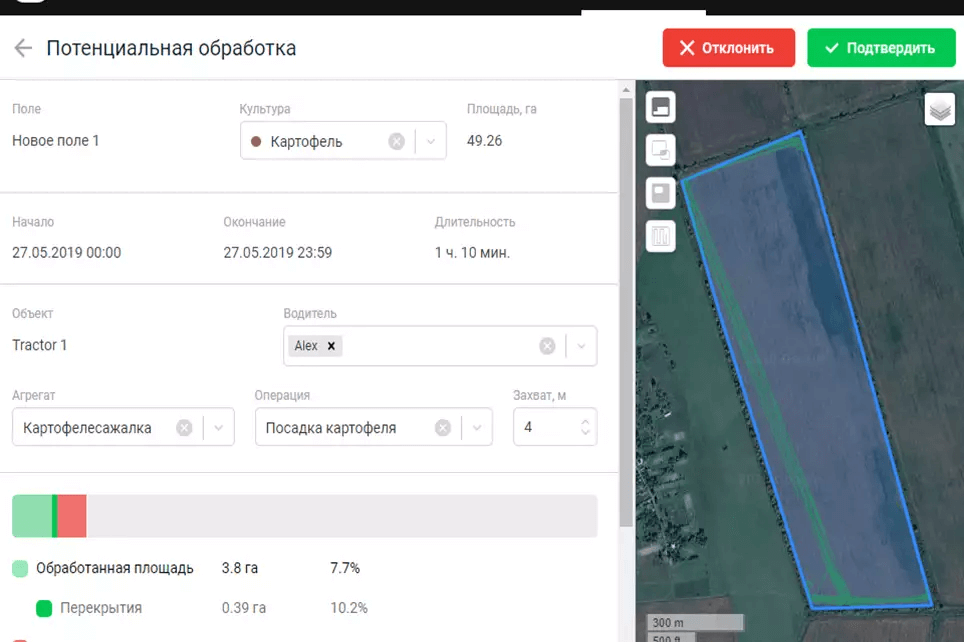 Потенциальная обработка
Отклонить
Подтвердить
Поле
Культура
Площадь, га
Новое поле 1
Картофель
49.26
Начало
Окончание
Длительность
27.05.2019 00:00
27.05.2019 23:59
1 ч. 10 мин.
Объект
Водитель
Tractor 1
Alex
Агрегат
Операция
Захват, м
Картофелесажалка
Посадка картофеля
4
Обработанная площадь 3.8 га 7.7%
Перекрытия 0.39 га 10.2%
300 m
500 ft